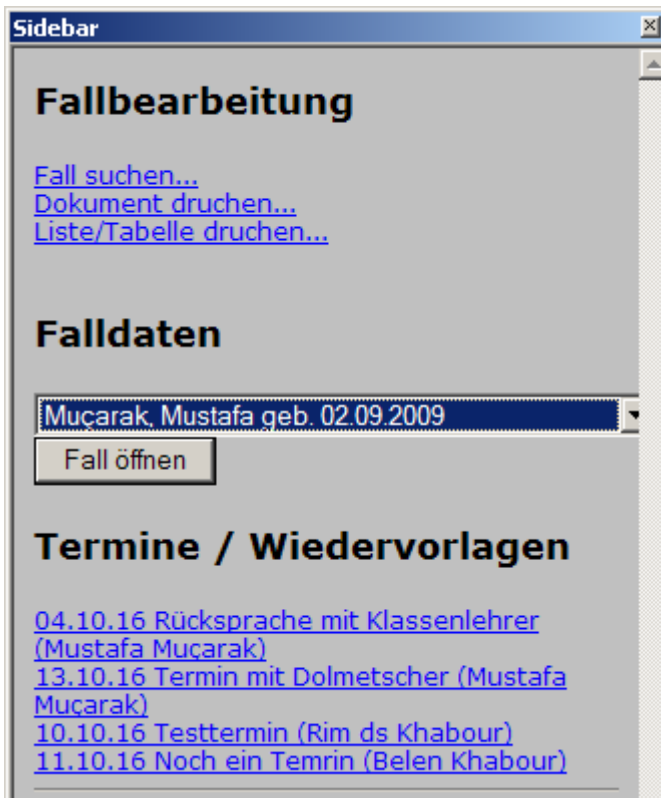 Sidebar
Fallbearbeitung
Fall suchen...
Dokument druchen...
Liste/Tabelle druchen...
Falldaten
Muçarak, Mustafa geb. 02.09.2009
Fall öffnen
Termine / Wiedervorlagen
04.10.16 Rücksprache mit Klassenlehrer
(Mustafa Muçarak)
13.10.16 Termin mit Dolmetscher (Mustafa
Muçarak)
10.10.16 Testtermin (Rim ds Khabour)
11.10.16 Noch ein Temrin (Belen Khabour)